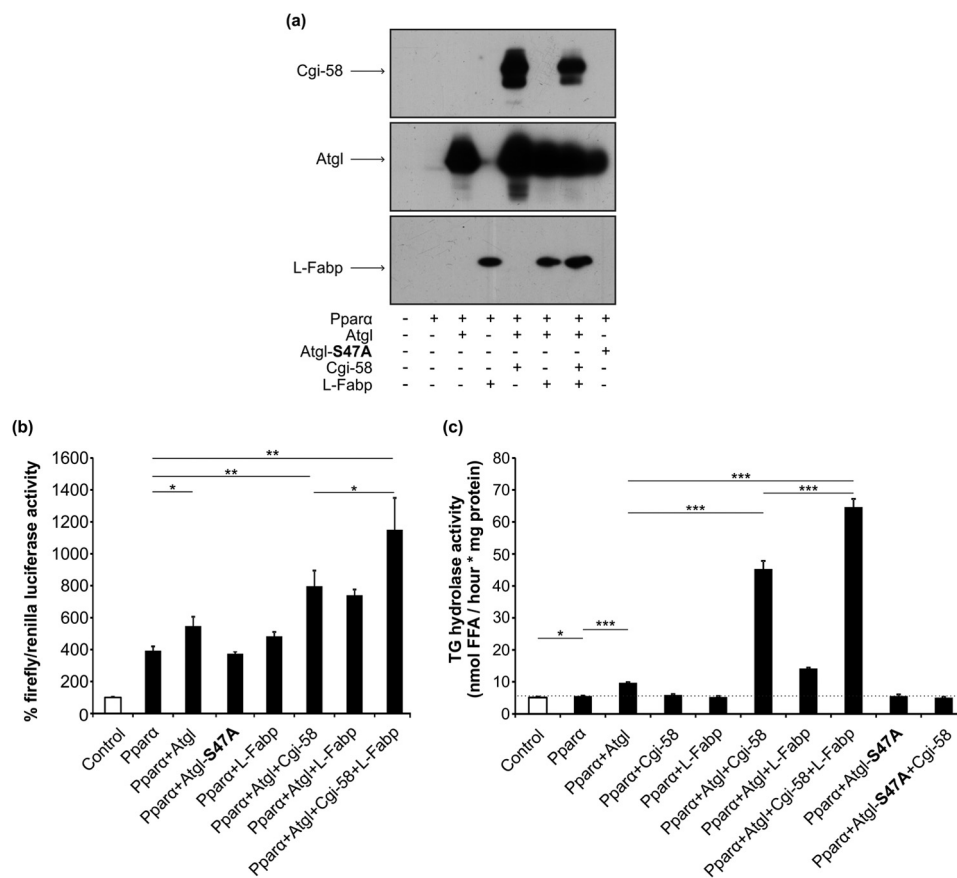 (a)
Cgi-58
Atgl
L-Fabp
Pparα - + + + + + + +
Atgl - - + - + + + -
Atgl-S47A - - - - - - - +
Cgi-58 - - - - + - + -
L-Fabp - - - + - + + -
(b)
% firefly/renilla luciferase activity
1600
1400
1200
1000
800
600
400
200
0
** 
**
*
*
Control
Pparα
Pparα+Atgl
Pparα+Atgl-S47A
Pparα+L-Fabp
Pparα+Atgl+Cgi-58
Pparα+Atgl+L-Fabp
Pparα+Atgl+Cgi-58+L-Fabp
(c)
TG hydrolase activity
(nmol FFA / hour * mg protein)
80
70
60
50
40
30
20
10
0
***
***
***
***
*
Control
Pparα
Pparα+Atgl
Pparα+Cgi-58
Pparα+L-Fabp
Pparα+Atgl+Cgi-58
Pparα+Atgl+L-Fabp
Pparα+Atgl+Cgi-58+L-Fabp
Pparα+Atgl-S47A
Pparα+Atgl-S47A+Cgi-58